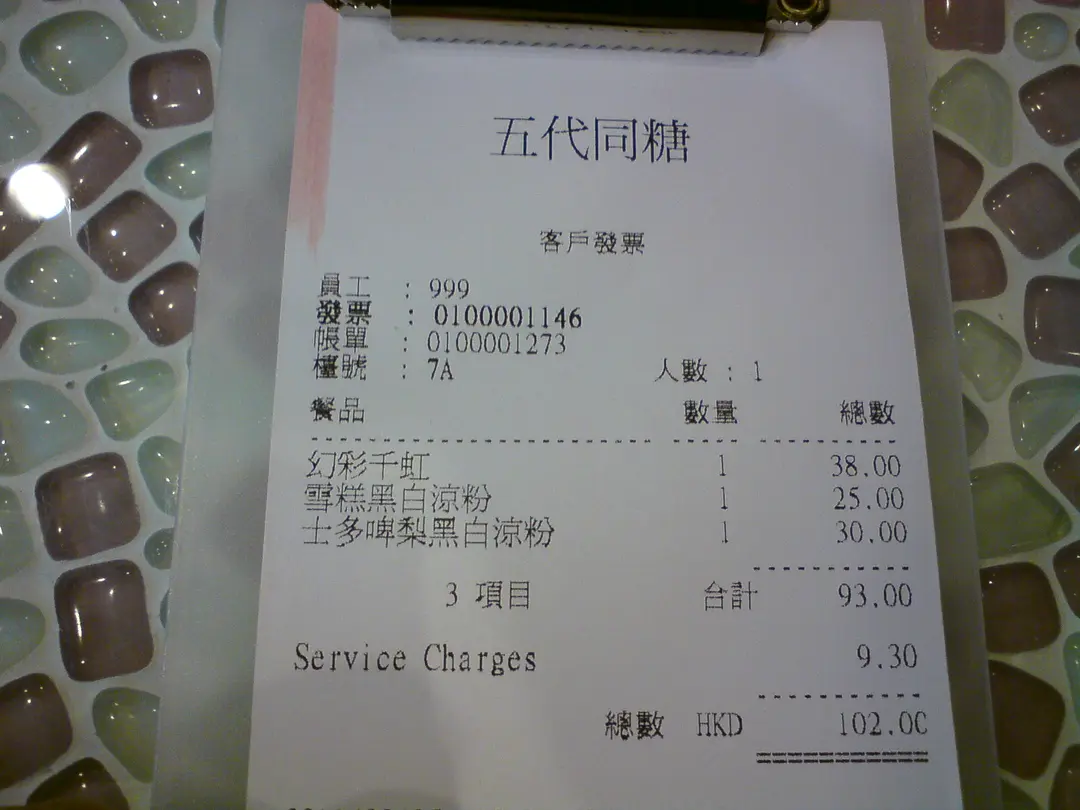 五代同糖
客戶發票
員工 : 999
發票 : 0100001146
帳單 : 0100001273
檯號 : 7A 人數 : 1
餐品 數量 總數
幻彩千虹 1 38.00
雪糕黑白涼粉 1 25.00
士多啤梨黑白涼粉 1 30.00
3 項目 合計 93.00
Service Charges 9.30
總數 HKD 102.00